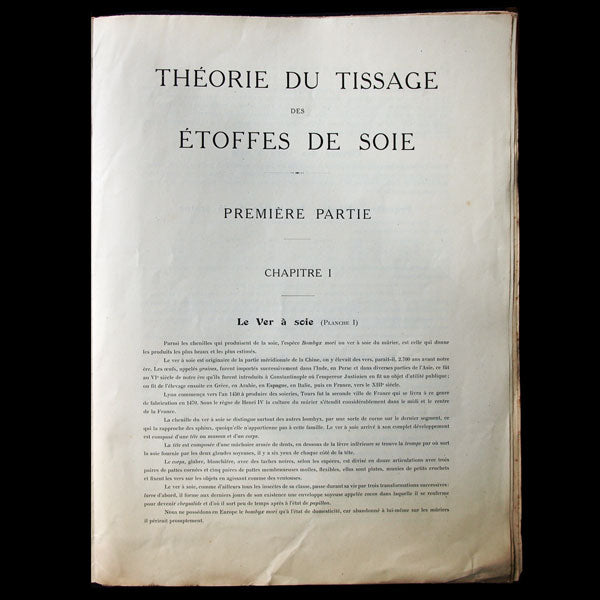 THÉORIE DU TISSAGE
DES
ÉTOFFES DE SOIE
PREMIÈRE PARTIE
CHAPITRE I
Le Ver à soie (PLANCHE I)
Parmi les chenilles qui produisent de la soie, l'espèce Bombyx mori ou ver à soie du mûrier, est celle qui donne
les produits les plus beaux et les plus estimés.
Le ver à soie est originaire de la partie méridionale de la Chine, on y élevait des vers, paraît-il, 2.700 ans avant notre
ère. Les œufs, appelés graines, furent importés successivement dans l'Inde, en Perse et dans diverses parties de l'Asie, ce fut
au VIe siècle de notre ère qu'ils furent introduits à Constantinople où l'empereur Justinien en fit un objet d'utilité publique ;
on fit de l'élevage ensuite en Grèce, en Arabie, en Espagne, en Italie, puis en France, vers le XIIIe siècle.
Lyon commença vers l'an 1450 à produire des soieries, Tours fut la seconde ville de France qui se livra à ce genre
de fabrication en 1470. Sous le règne de Henri IV la culture du mûrier s'étendit considérablement dans le midi et le centre
de la France.
La chenille du ver à soie se distingue surtout des autres bombyx, par une sorte de corne sur le dernier segment, ce
qui la rapproche des sphinx, quoiqu'elle n'appartienne pas à cette famille. Le ver à soie arrivé à son complet développement
est composé d'une tête ou museau et d'un corps.
La tête est composée d'une mâchoire armée de dents, en dessous de la lèvre inférieure se trouve la trompe par où sort
la soie fournie par les deux glandes soyeuses, il y a six yeux de chaque côté de la tête.
Le corps, glabre, blanchâtre, avec des taches noires, selon les espèces, est divisé en douze articulations avec trois
paires de pattes cornées et cinq paires de pattes membraneuses molles, flexibles, elles sont plates, munies de petits crochets
et fixent les vers sur les objets en agissant comme des ventouses.
Le ver à soie, comme d'ailleurs tous les insectes de sa classe, passe durant sa vie par trois transformations successives :
larve d'abord, il forme aux derniers jours de son existence une enveloppe soyeuse appelée cocon dans laquelle il se renferme
pour devenir chrysalide et d'où il sort peu de temps après à l'état de papillon.
Nous ne possédons en Europe le bombyx mori qu'à l'état de domesticité, car abandonné à lui-même sur les mûriers
il périrait promptement.